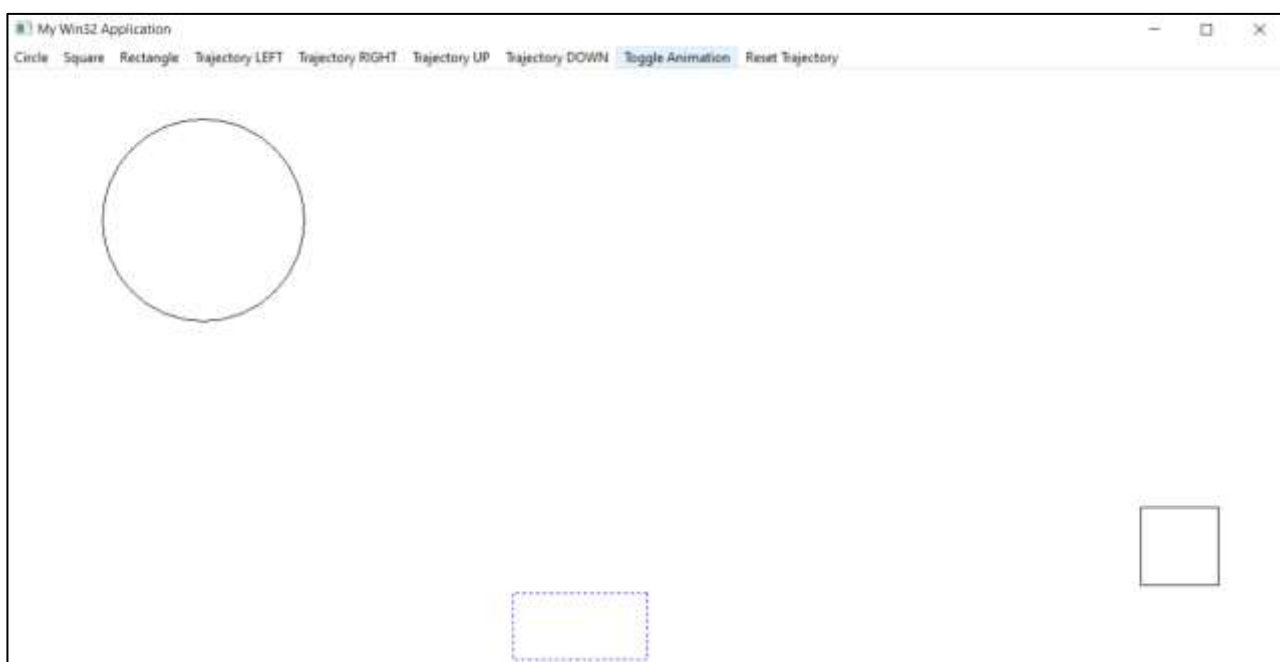 My Win32 Application
Circle Square Rectangle Trajectory LEFT Trajectory RIGHT Trajectory UP Trajectory DOWN Toggle Animation Reset Trajectory